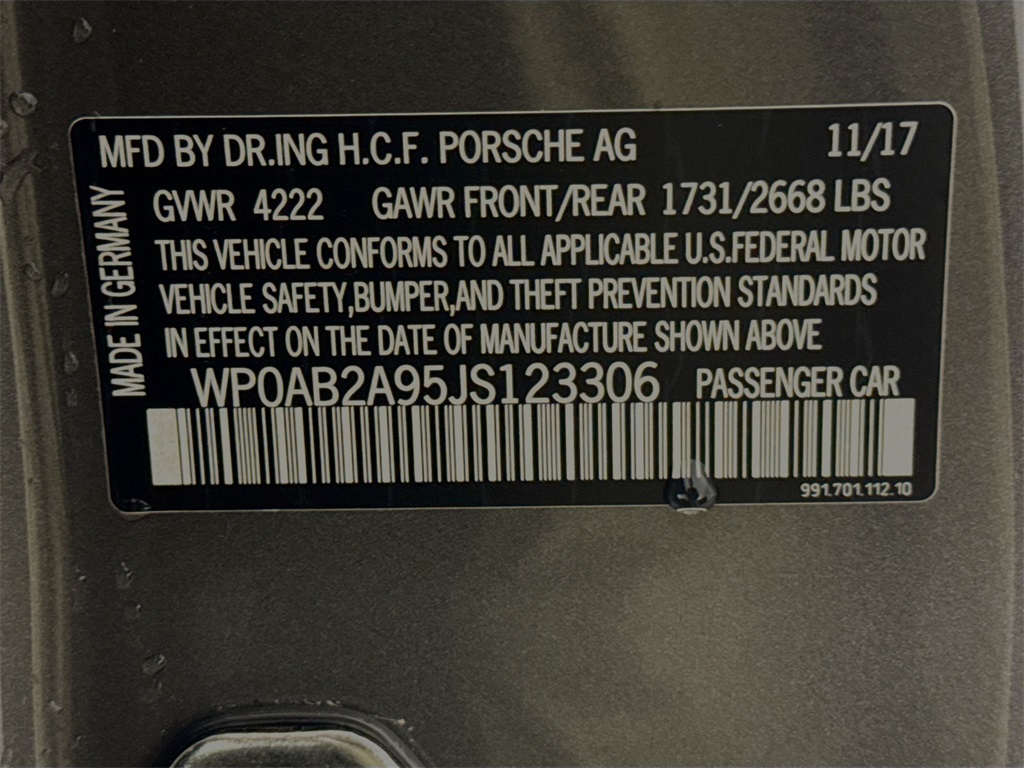 MFD BY DR.ING H.C.F. PORSCHE AG 11/17
GVWR 4222 GAWR FRONT/REAR 1731/2668 LBS
THIS VEHICLE CONFORMS TO ALL APPLICABLE U.S.FEDERAL MOTOR
VEHICLE SAFETY,BUMPER,AND THEFT PREVENTION STANDARDS
IN EFFECT ON THE DATE OF MANUFACTURE SHOWN ABOVE
WP0AB2A95JS123306 PASSENGER CAR
991.701.112.10
MADE IN GERMANY